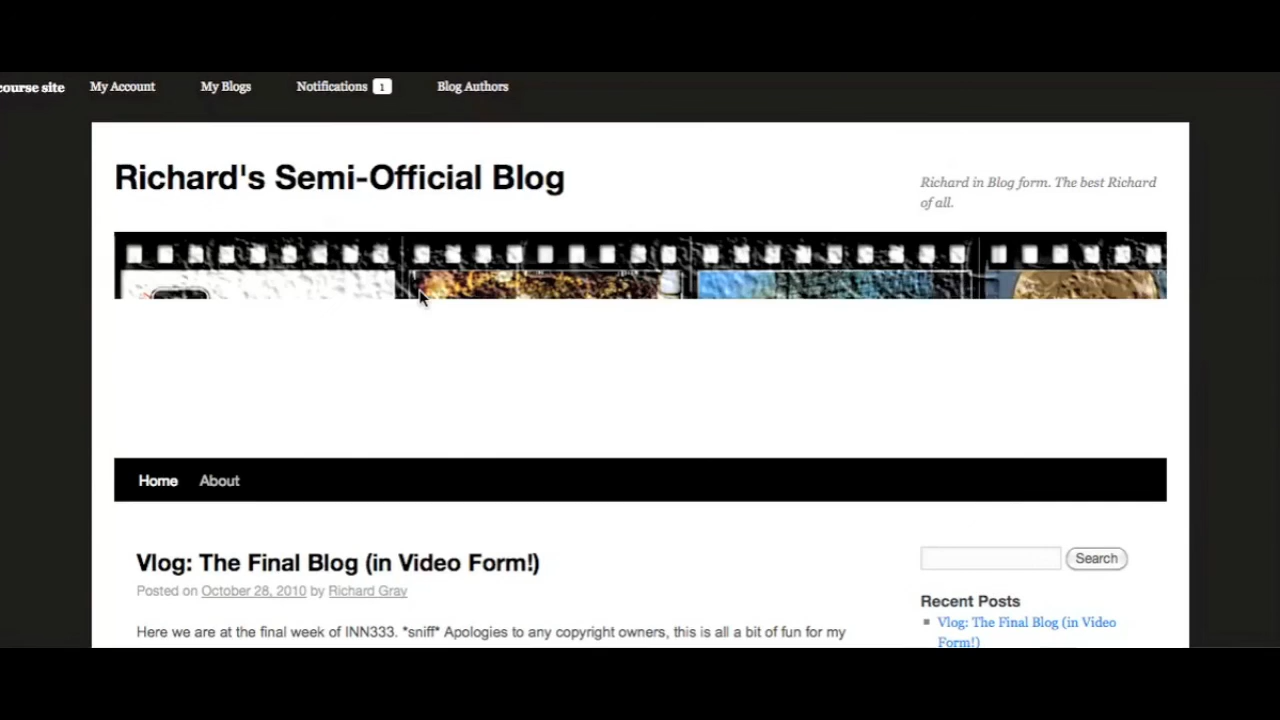 course site My Account My Blogs Notifications 1 Blog Authors
Richard's Semi-Official Blog
Richard in Blog form. The best Richard
of all.
Home About
Vlog: The Final Blog (in Video Form!)
Posted on October 28, 2010 by Richard Gray
Here we are at the final week of INN333. *sniff* Apologies to any copyright owners, this is all a bit of fun for my
Search
Recent Posts
Vlog: The Final Blog (in Video
Form!)